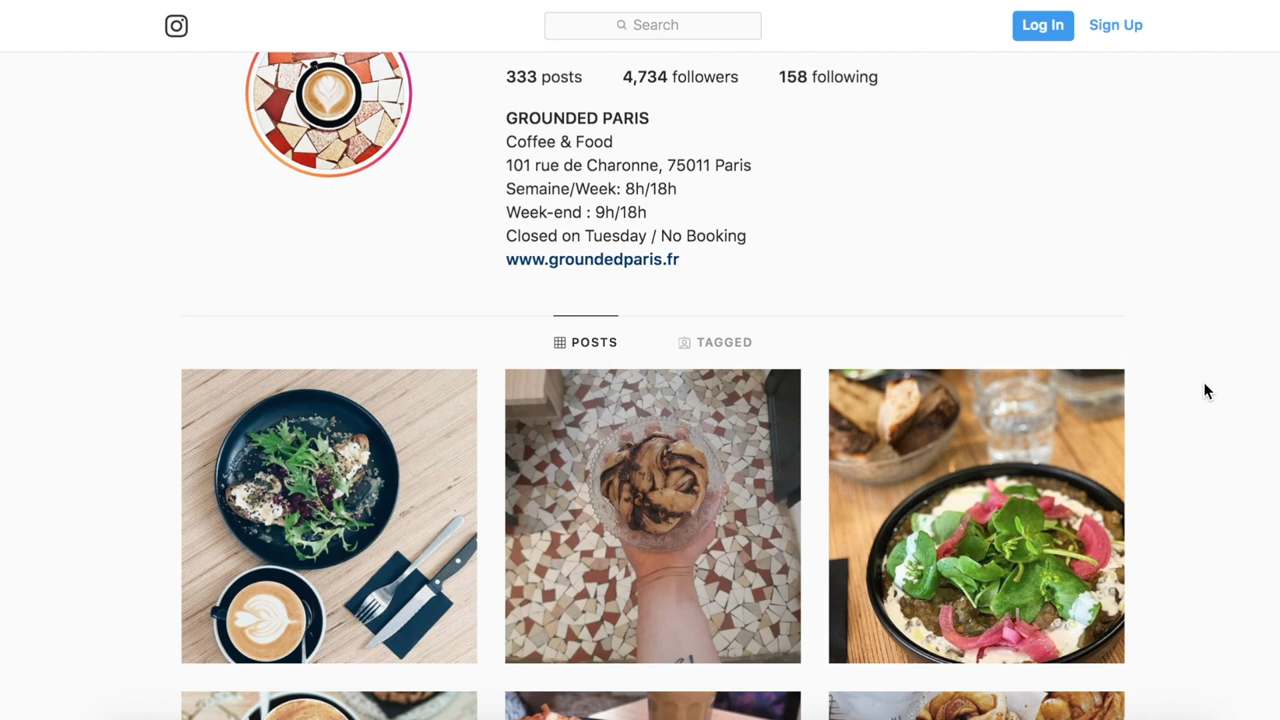 Search
Log In
Sign Up
333 posts
4,734 followers
158 following
GROUNDED PARIS
Coffee & Food
101 rue de Charonne, 75011 Paris
Semaine/Week: 8h/18h
Week-end : 9h/18h
Closed on Tuesday / No Booking
www.groundedparis.fr
POSTS
TAGGED